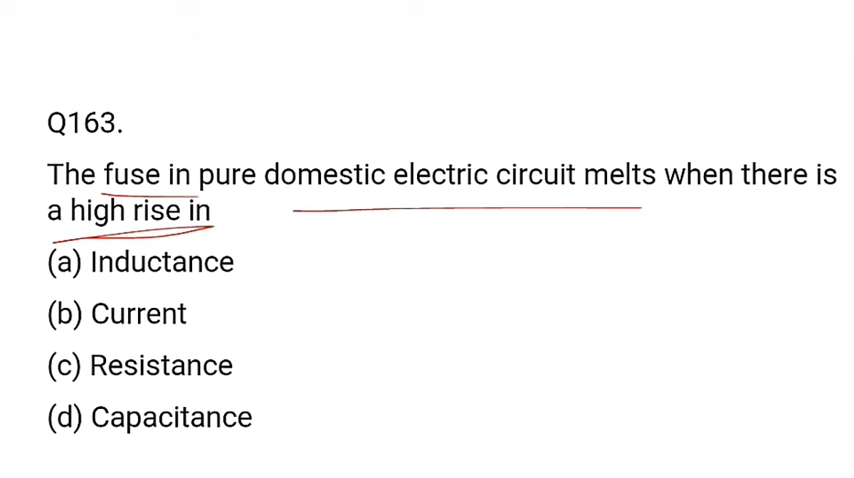 Q163.
The fuse in pure domestic electric circuit melts when there is
a high rise in
(a) Inductance
(b) Current
(c) Resistance
(d) Capacitance